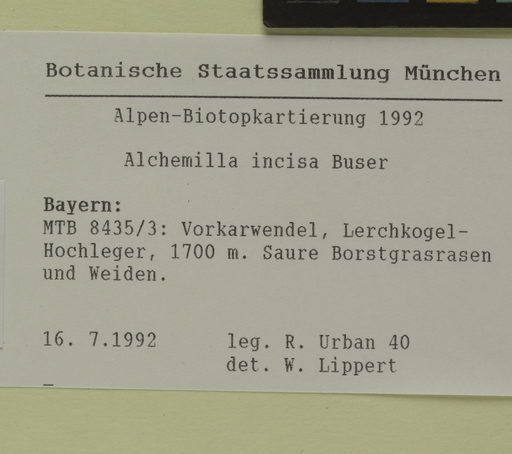 Botanische Staatssammlung München
Alpen-Biotopkartierung 1992
Alchemilla incisa Buser
Bayern:
MTB 8435/3: Vorkarwendel, Lerchkogel-
Hochleger, 1700 m. Saure Borstgrasrasen
und Weiden.
16. 7.1992 leg. R. Urban 40
det. W. Lippert